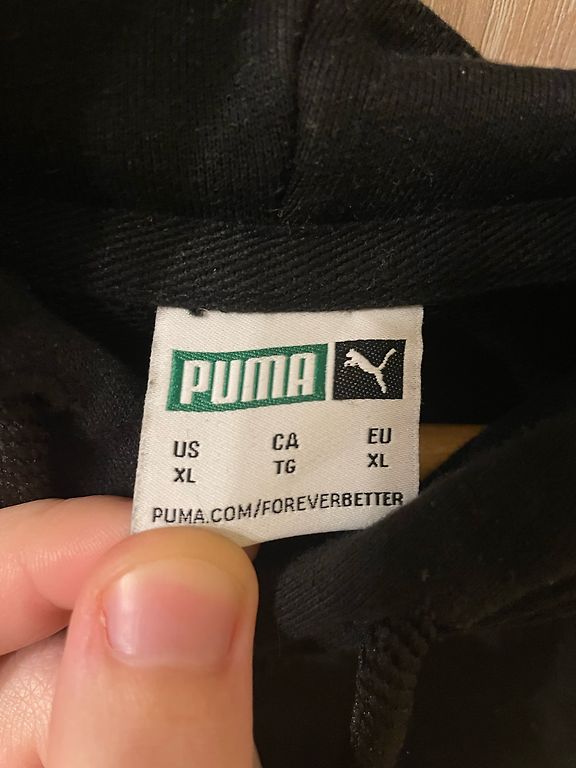 PUMA
US CA EU
XL TG XL
PUMA.COM/FOREVERBETTER